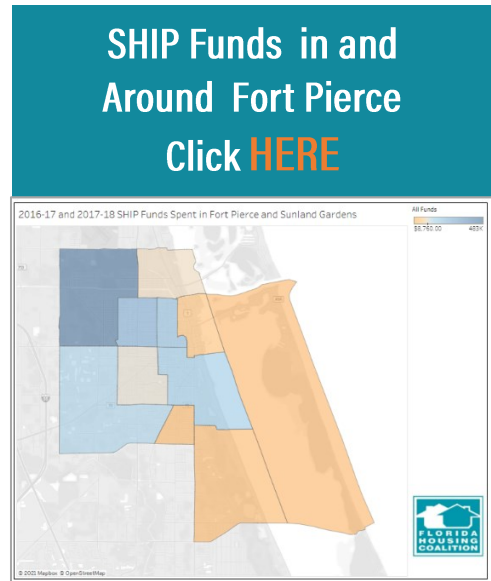 SHIP Funds in and
Around Fort Pierce
Click HERE
2016-17 and 2017-18 SHIP Funds Spent in Fort Pierce and Sunland Gardens
All Funds
$8,760.00 483K
© 2021 Mapbox © OpenStreetMap
FLORIDA
HOUSING
COALITION